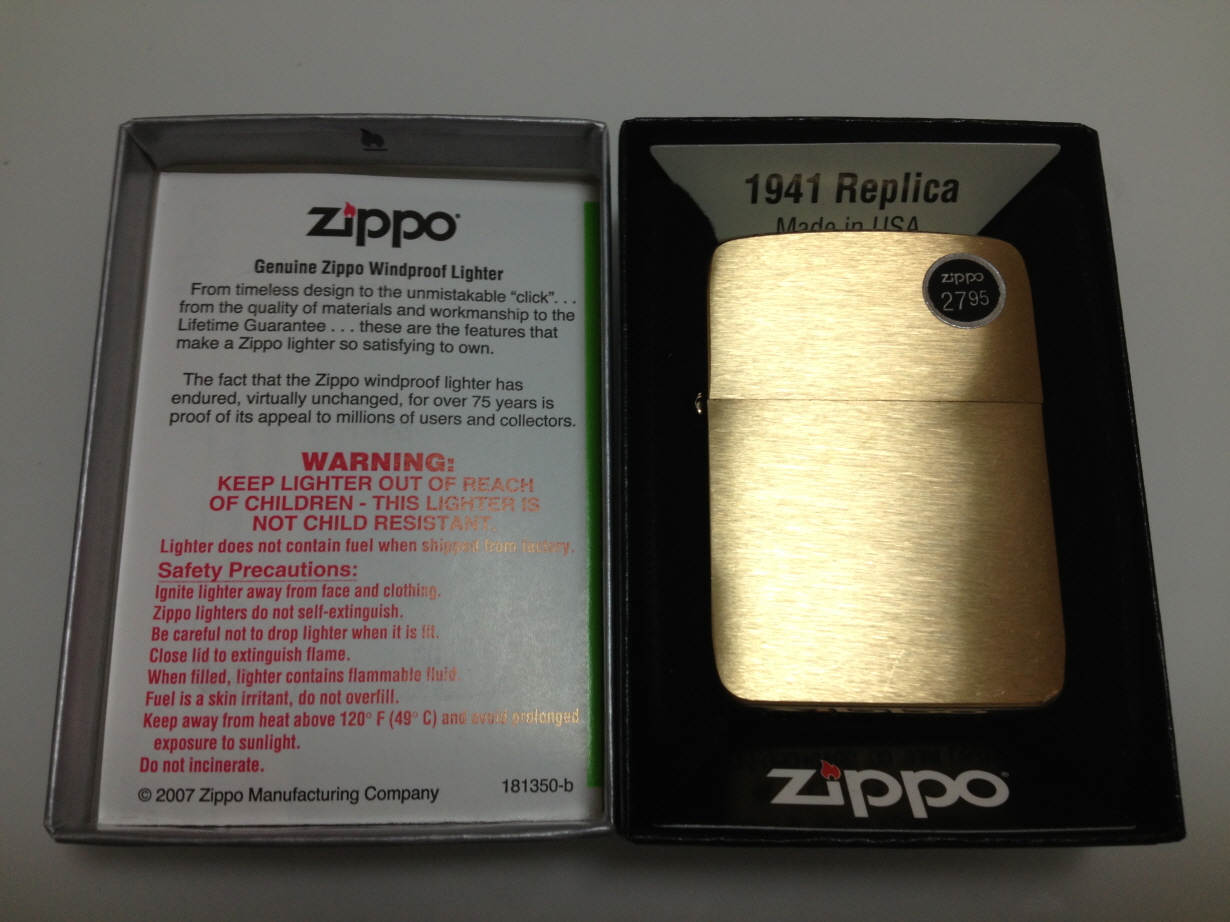 zippo
Genuine Zippo Windproof Lighter
From timeless design to the unmistakable “click”. . .
from the quality of materials and workmanship to the
Lifetime Guarantee . . . these are the features that
make a Zippo lighter so satisfying to own.
The fact that the Zippo windproof lighter has
endured, virtually unchanged, for over 75 years is
proof of its appeal to millions of users and collectors.
WARNING:
KEEP LIGHTER OUT OF REACH
OF CHILDREN - THIS LIGHTER IS
NOT CHILD RESISTANT.
Lighter does not contain fuel when shipped from factory.
Safety Precautions:
Ignite lighter away from face and clothing.
Zippo lighters do not self-extinguish.
Be careful not to drop lighter when it is lit.
Close lid to extinguish flame.
When filled, lighter contains flammable fluid.
Fuel is a skin irritant, do not overfill.
Keep away from heat above 120° F (49° C) and avoid prolonged
exposure to sunlight.
Do not incinerate.
© 2007 Zippo Manufacturing Company 181350-b
1941 Replica
Made in USA
zippo
2795
zippo